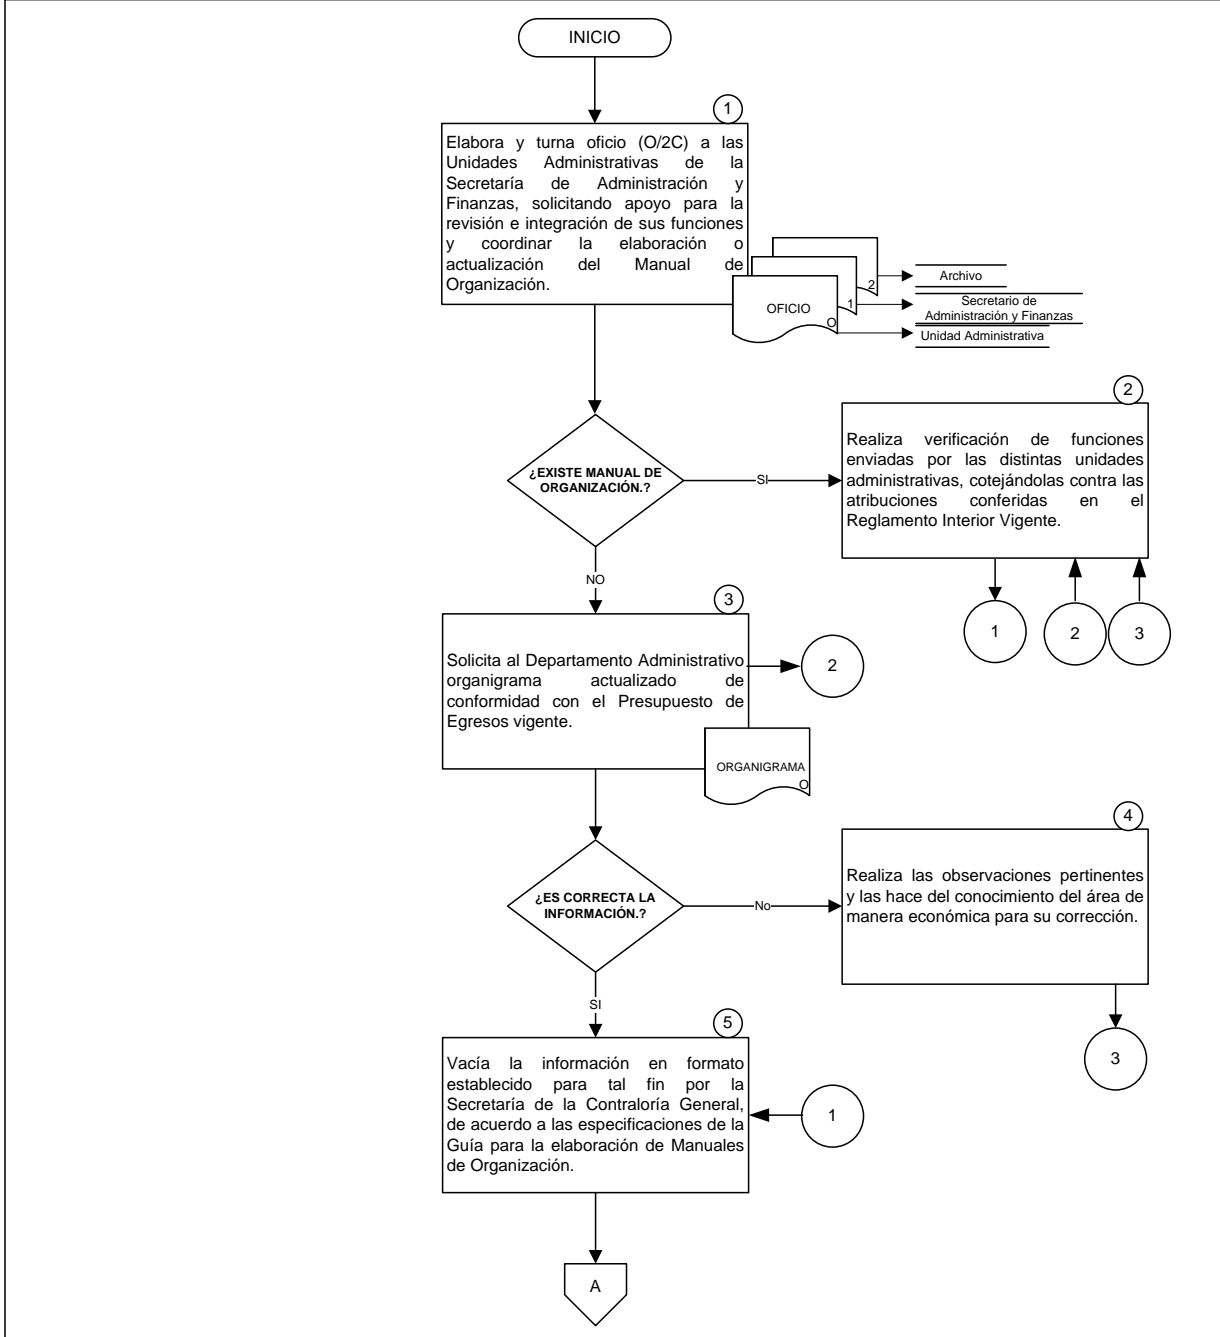 INICIO
1
Elabora y turna oficio (O/2C) a las
Unidades Administrativas de la
Secretaría de Administración y
Finanzas, solicitando apoyo para la
revisión e integración de sus funciones
y coordinar la elaboración o
actualización del Manual de
Organización.
2
Archivo
1
Secretario de
Administración y Finanzas
OFICIO
O
Unidad Administrativa
¿EXISTE MANUAL DE
ORGANIZACIÓN.?
SI
2
Realiza verificación de funciones
enviadas por las distintas unidades
administrativas, cotejándolas contra las
atribuciones conferidas en el
Reglamento Interior Vigente.
1
2
3
NO
3
Solicita al Departamento Administrativo
organigrama actualizado de
conformidad con el Presupuesto de
Egresos vigente.
2
ORGANIGRAMA
O
¿ES CORRECTA LA
INFORMACIÓN.?
No
4
Realiza las observaciones pertinentes
y las hace del conocimiento del área de
manera económica para su corrección.
3
SI
5
Vacía la información en formato
establecido para tal fin por la
Secretaría de la Contraloría General,
de acuerdo a las especificaciones de la
Guía para la elaboración de Manuales
de Organización.
1
A